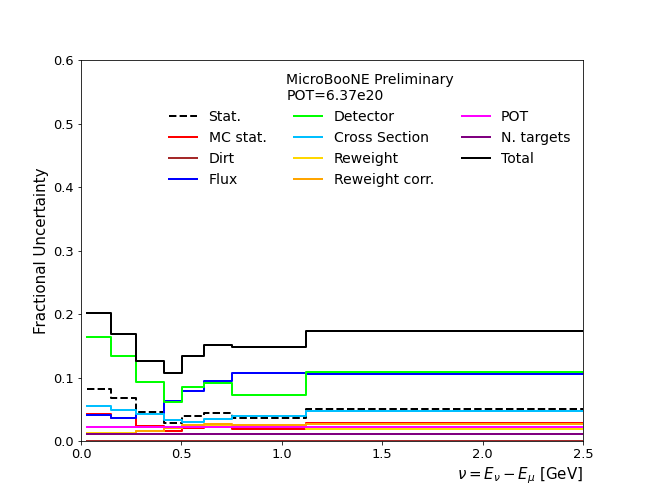 MicroBooNE Preliminary
POT=6.37e20
Stat.
MC stat.
Dirt
Flux
Detector
Cross Section
Reweight
Reweight corr.
POT
N. targets
Total
Fractional Uncertainty
0.6
0.5
0.4
0.3
0.2
0.1
0.0
0.0 0.5 1.0 1.5 2.0 2.5
ν = E_ν − E_μ [GeV]